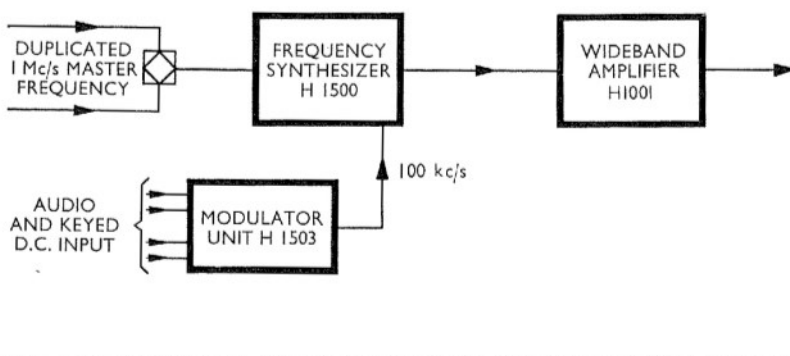 DUPLICATED
1 Mc/s MASTER
FREQUENCY
FREQUENCY
SYNTHESIZER
H 1500
WIDEBAND
AMPLIFIER
H1001
100 kc/s
AUDIO
AND KEYED
D.C. INPUT
MODULATOR
UNIT H 1503